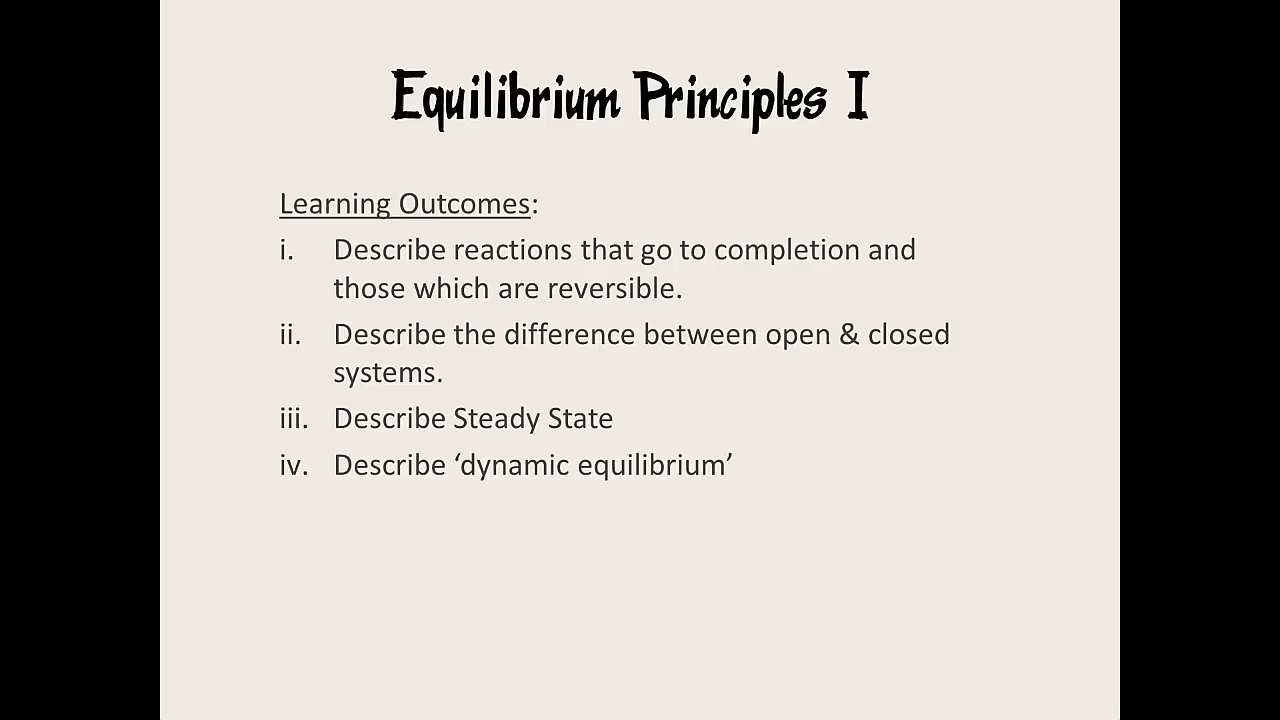 Equilibrium Principles I
Learning Outcomes:
i. Describe reactions that go to completion and
those which are reversible.
ii. Describe the difference between open & closed
systems.
iii. Describe Steady State
iv. Describe ‘dynamic equilibrium’